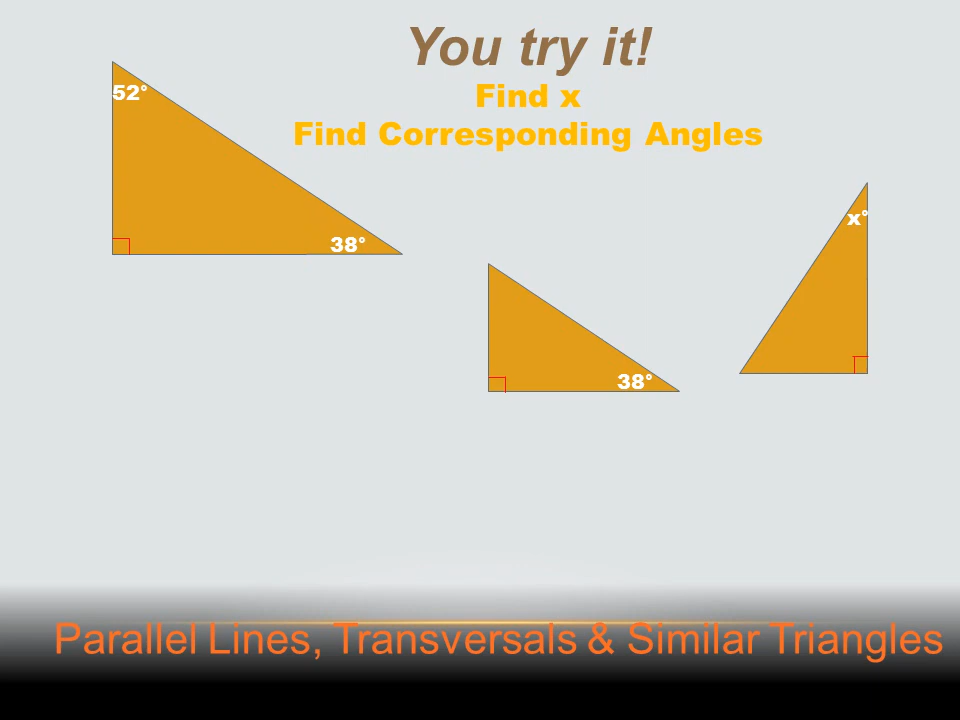 You try it!
Find x
Find Corresponding Angles
52°
38°
x°
38°
Parallel Lines, Transversals & Similar Triangles